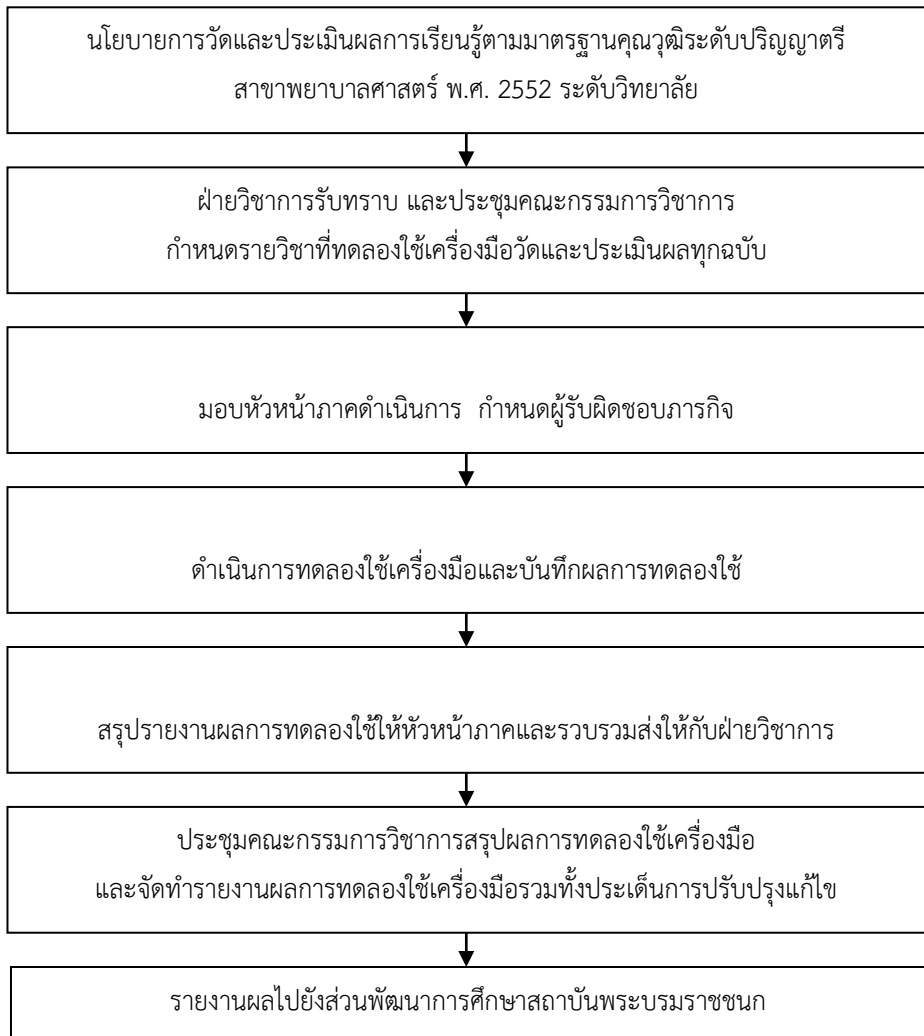 นโยบายการวัดและประเมินผลการเรียนรู้ตามมาตรฐานคุณวุฒิระดับปริญญาตรี
สาขาพยาบาลศาสตร์ พ.ศ. 2552 ระดับวิทยาลัย
ฝ่ายวิชาการรับทราบ และประชุมคณะกรรมการวิชาการ
กำหนดรายวิชาที่ทดลองใช้เครื่องมือวัดและประเมินผลทุกฉบับ
มอบหัวหน้าภาคดำเนินการ กำหนดผู้รับผิดชอบภารกิจ
ดำเนินการทดลองใช้เครื่องมือและบันทึกผลการทดลองใช้
สรุปรายงานผลการทดลองใช้ให้หัวหน้าภาคและรวบรวมส่งให้กับฝ่ายวิชาการ
ประชุมคณะกรรมการวิชาการสรุปผลการทดลองใช้เครื่องมือ
และจัดทำรายงานผลการทดลองใช้เครื่องมือรวมทั้งประเด็นการปรับปรุงแก้ไข
รายงานผลไปยังส่วนพัฒนาการศึกษาสถาบันพระบรมราชชนก